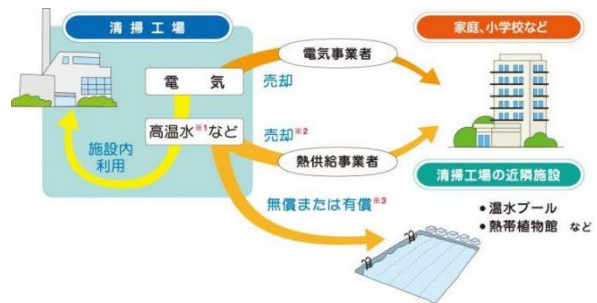 清掃工場
電気
高温水※1など
施設内
利用
売却
電気事業者
売却※2
熱供給事業者
無償または有償※3
家庭、小学校など
清掃工場の近隣施設
●温水プール
●熱帯植物館 など